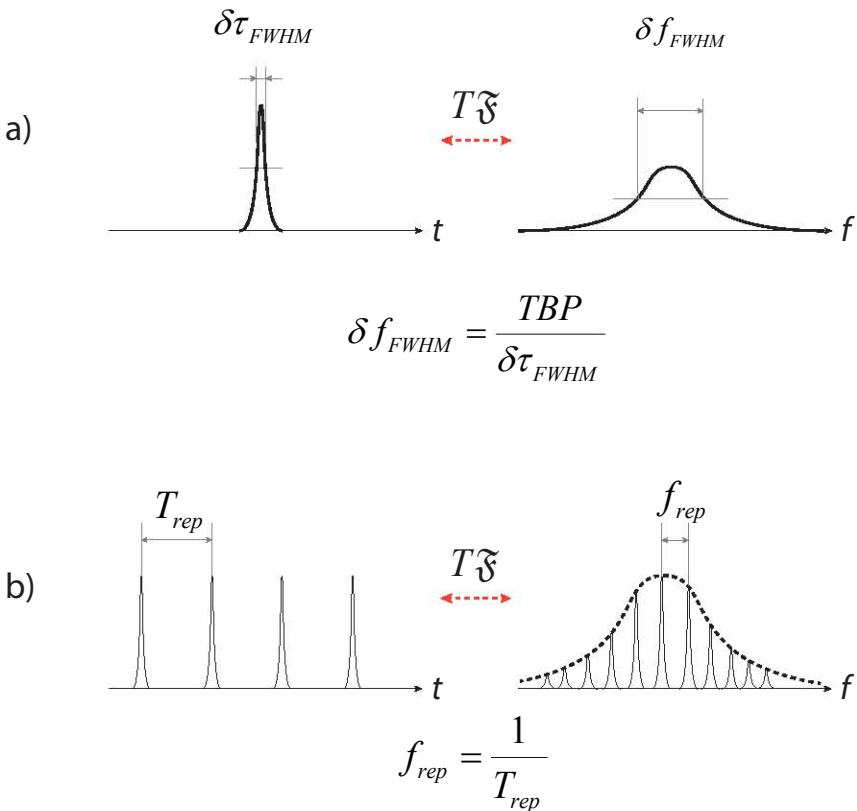 δτ_FWHM
δf_FWHM
a)
T𝔉
t
f
δf_FWHM = TBP / δτ_FWHM
T_rep
f_rep
b)
T𝔉
t
f
f_rep = 1 / T_rep